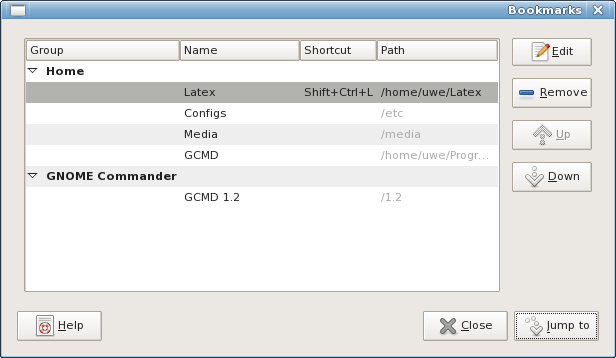 Bookmarks
Group Name Shortcut Path
Home
Latex Shift+Ctrl+L /home/uwe/Latex
Configs /etc
Media /media
GCMD /home/uwe/Progr...
GNOME Commander
GCMD 1.2 /1.2
Edit
Remove
Up
Down
Help Close Jump to